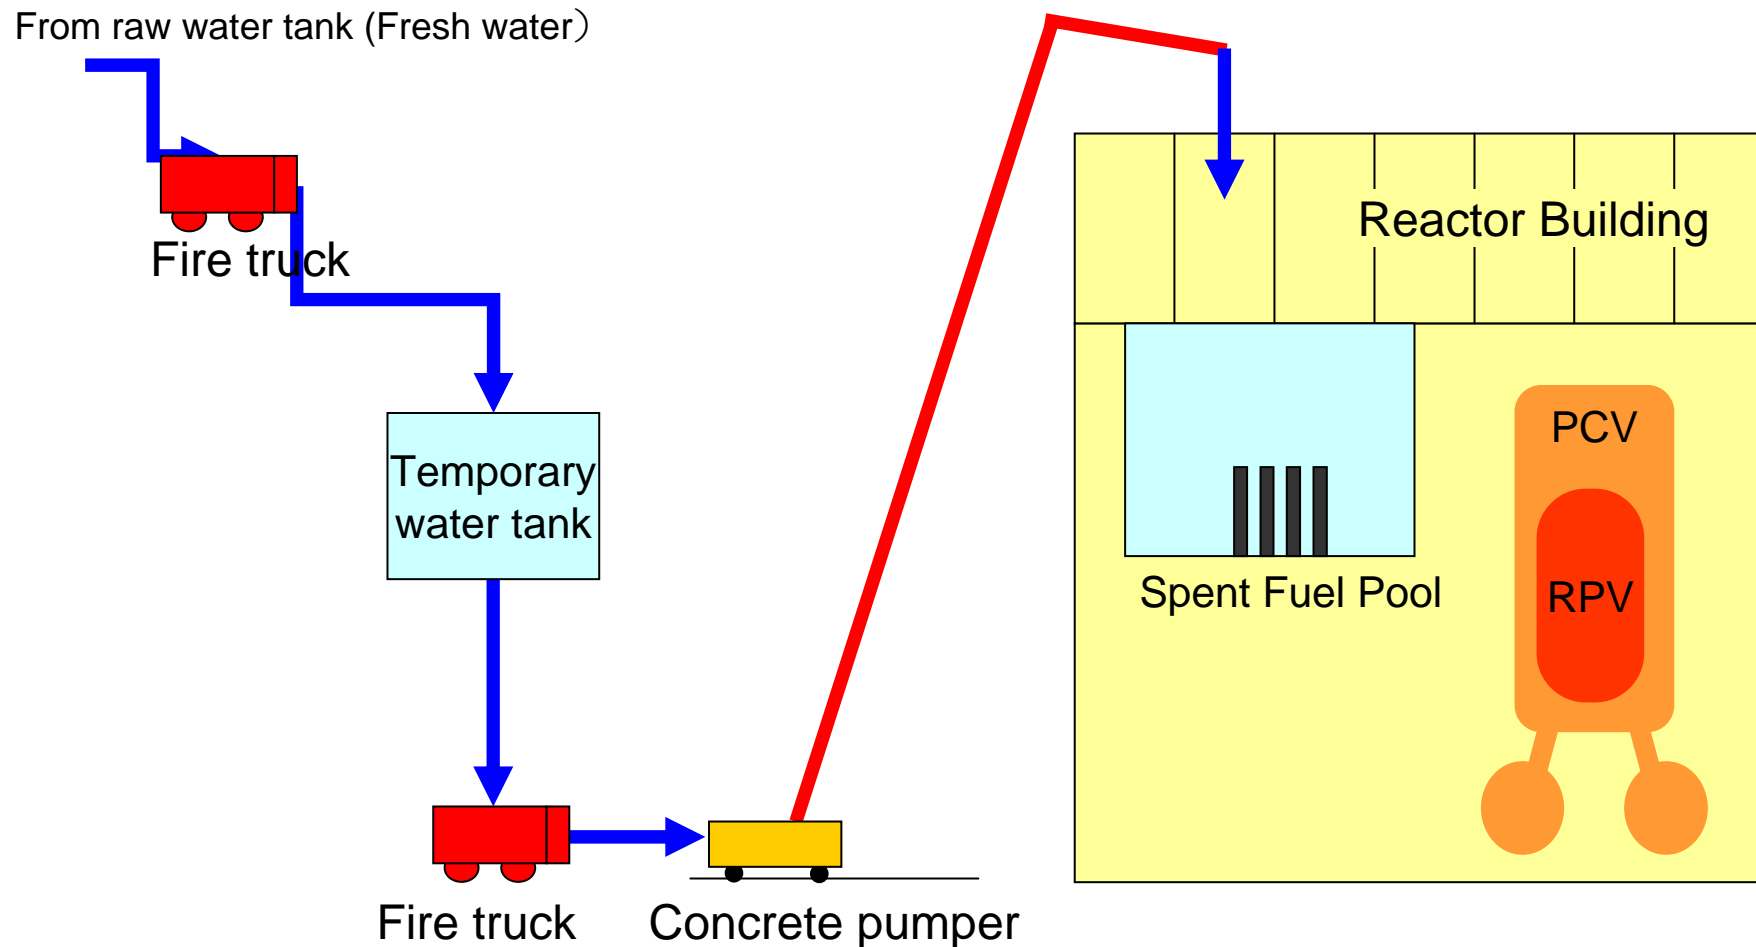 From raw water tank (Fresh water）
Fire truck
Reactor Building
Temporary
water tank
PCV
Spent Fuel Pool
RPV
Fire truck
Concrete pumper